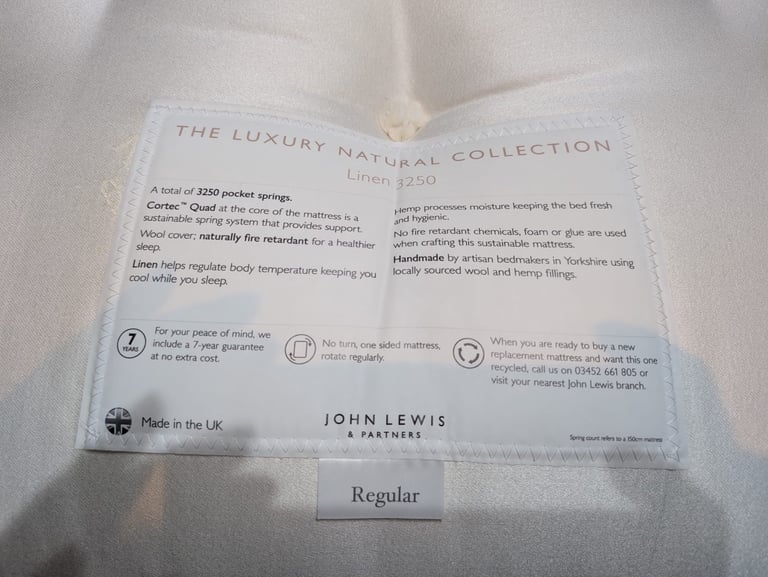 THE LUXURY NATURAL COLLECTION
Linen 3250
A total of 3250 pocket springs.
Cortec™ Quad at the core of the mattress is a
sustainable spring system that provides support.
Wool cover; naturally fire retardant for a healthier
sleep.
Linen helps regulate body temperature keeping you
cool while you sleep.
Hemp processes moisture keeping the bed fresh
and hygienic.
No fire retardant chemicals, foam or glue are used
when crafting this sustainable mattress.
Handmade by artisan bedmakers in Yorkshire using
locally sourced wool and hemp fillings.
7
YEARS
For your peace of mind, we
include a 7-year guarantee
at no extra cost.
No turn, one sided mattress,
rotate regularly.
When you are ready to buy a new
replacement mattress and want this one
recycled, call us on 03452 661 805 or
visit your nearest John Lewis branch.
Made in the UK
JOHN LEWIS
& PARTNERS
Spring count refers to a 150cm mattress
Regular